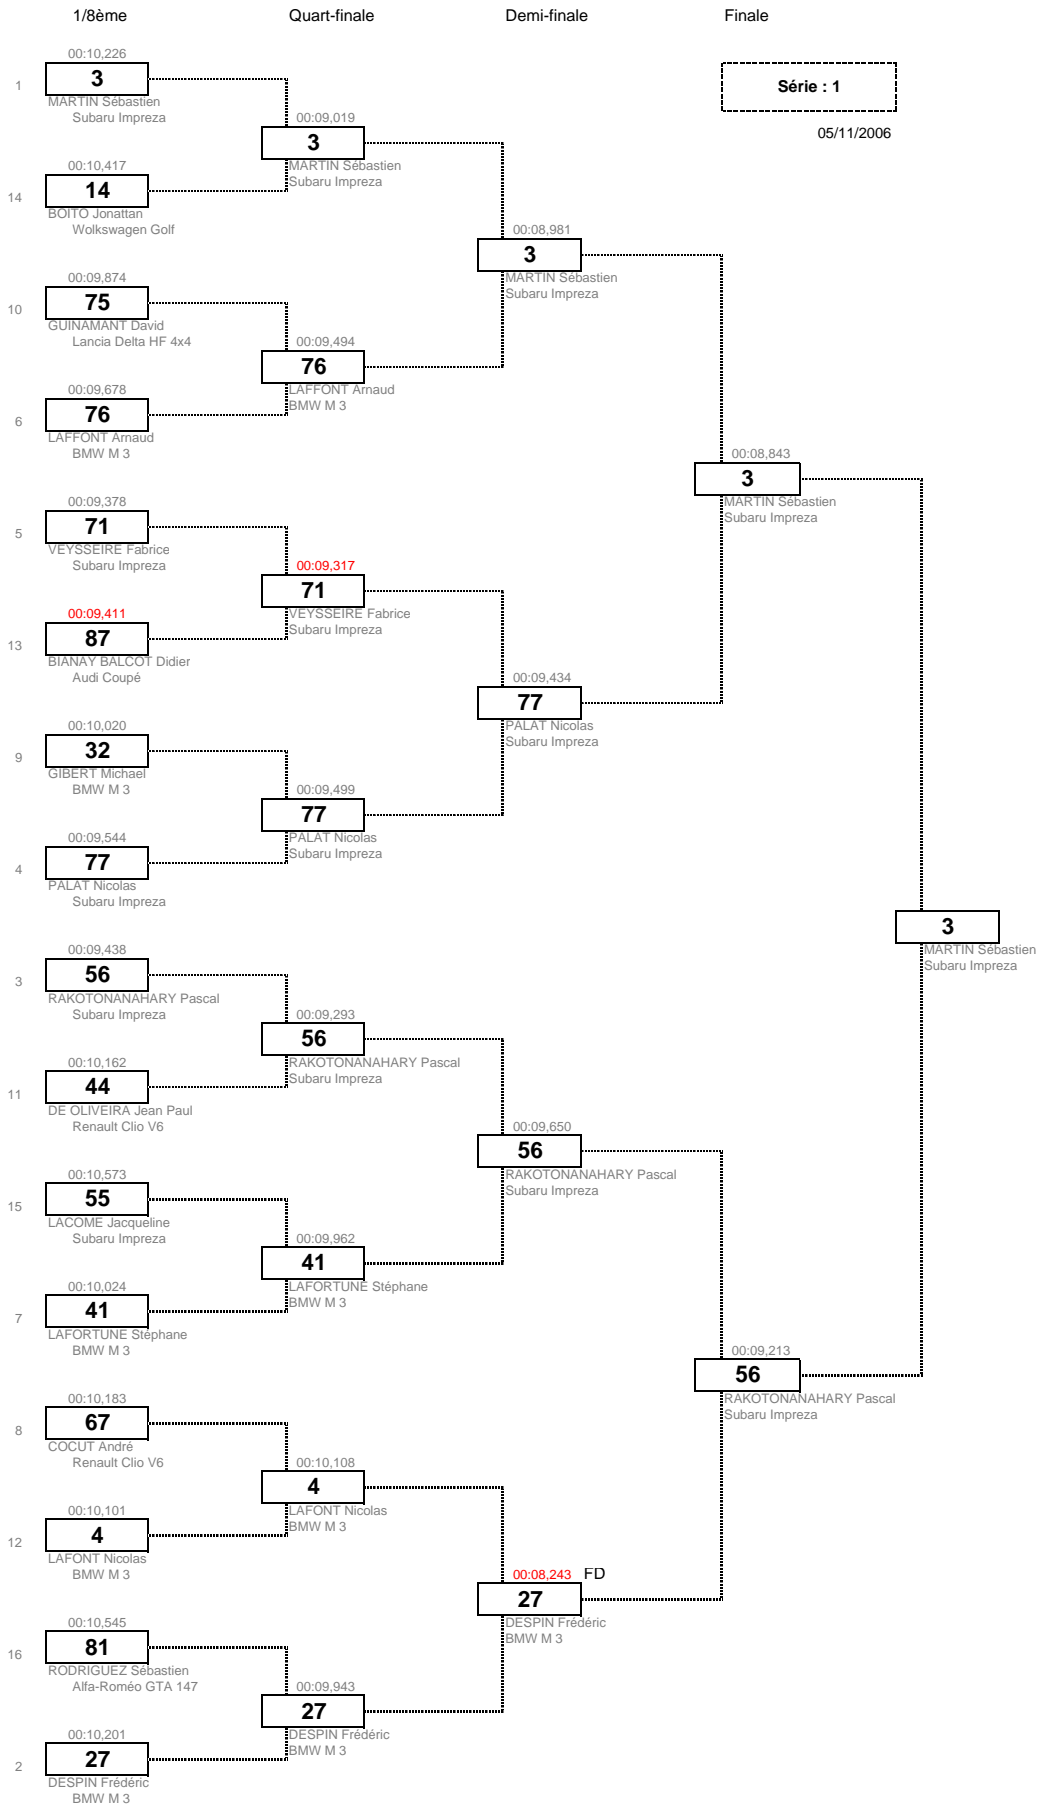 1/8ème Quart-finale Demi-finale Finale
00:10,226
1 3
MARTIN Sébastien
Subaru Impreza
Série : 1
05/11/2006
00:09,019
3
MARTIN Sébastien
Subaru Impreza
00:10,417
14 14
BOITO Jonattan
Wolkswagen Golf
00:08,981
3
MARTIN Sébastien
Subaru Impreza
00:09,874
10 75
GUINAMANT David
Lancia Delta HF 4x4
00:09,494
76
LAFFONT Arnaud
BMW M 3
00:09,678
6 76
LAFFONT Arnaud
BMW M 3
00:08,843
3
MARTIN Sébastien
Subaru Impreza
00:09,378
5 71
VEYSSEIRE Fabrice
Subaru Impreza
00:09,317
71
VEYSSEIRE Fabrice
Subaru Impreza
00:09,411
13 87
BIANAY BALCOT Didier
Audi Coupé
00:09,434
77
PALAT Nicolas
Subaru Impreza
00:10,020
9 32
GIBERT Michael
BMW M 3
00:09,499
77
PALAT Nicolas
Subaru Impreza
00:09,544
4 77
PALAT Nicolas
Subaru Impreza
3
MARTIN Sébastien
Subaru Impreza
00:09,438
3 56
RAKOTONANAHARY Pascal
Subaru Impreza
00:09,293
56
RAKOTONANAHARY Pascal
Subaru Impreza
00:10,162
11 44
DE OLIVEIRA Jean Paul
Renault Clio V6
00:09,650
56
RAKOTONANAHARY Pascal
Subaru Impreza
00:10,573
15 55
LACOME Jacqueline
Subaru Impreza
00:09,962
41
LAFORTUNE Stéphane
BMW M 3
00:10,024
7 41
LAFORTUNE Stéphane
BMW M 3
00:09,213
56
RAKOTONANAHARY Pascal
Subaru Impreza
00:10,183
8 67
COCUT André
Renault Clio V6
00:10,108
4
LAFONT Nicolas
BMW M 3
00:10,101
12 4
LAFONT Nicolas
BMW M 3
00:08,243 FD
27
DESPIN Frédéric
BMW M 3
00:10,545
16 81
RODRIGUEZ Sébastien
Alfa-Roméo GTA 147
00:09,943
27
DESPIN Frédéric
BMW M 3
00:10,201
2 27
DESPIN Frédéric
BMW M 3